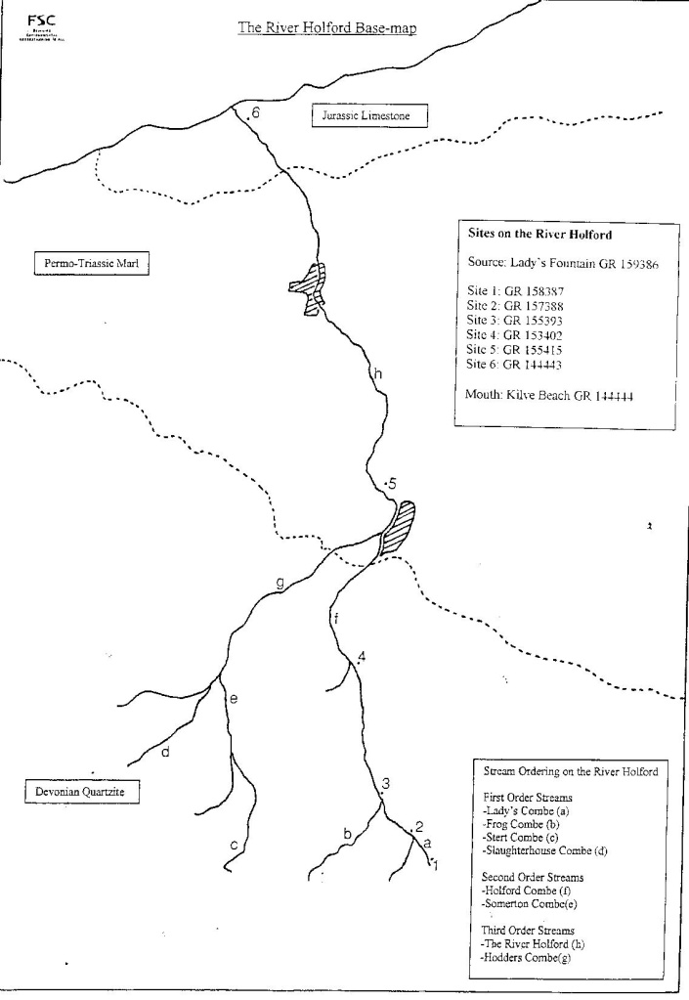 FSC
The River Holford Base-map
6
Jurassic Limestone
Permo-Triassic Marl
Sites on the River Holford
Source: Lady's Fountain GR 159386
Site 1: GR 158387
Site 2: GR 157388
Site 3: GR 155393
Site 4: GR 153402
Site 5: GR 155415
Site 6: GR 144443
Mouth: Kilve Beach GR 144444
h
5
g
f
4
e
d
Devonian Quartzite
3
2
b
a
c
1
Stream Ordering on the River Holford
First Order Streams
-Lady's Combe (a)
-Frog Combe (b)
-Stert Combe (c)
-Slaughterhouse Combe (d)
Second Order Streams
-Holford Combe (f)
-Somerton Combe(e)
Third Order Streams
-The River Holford (h)
-Hodders Combe(g)